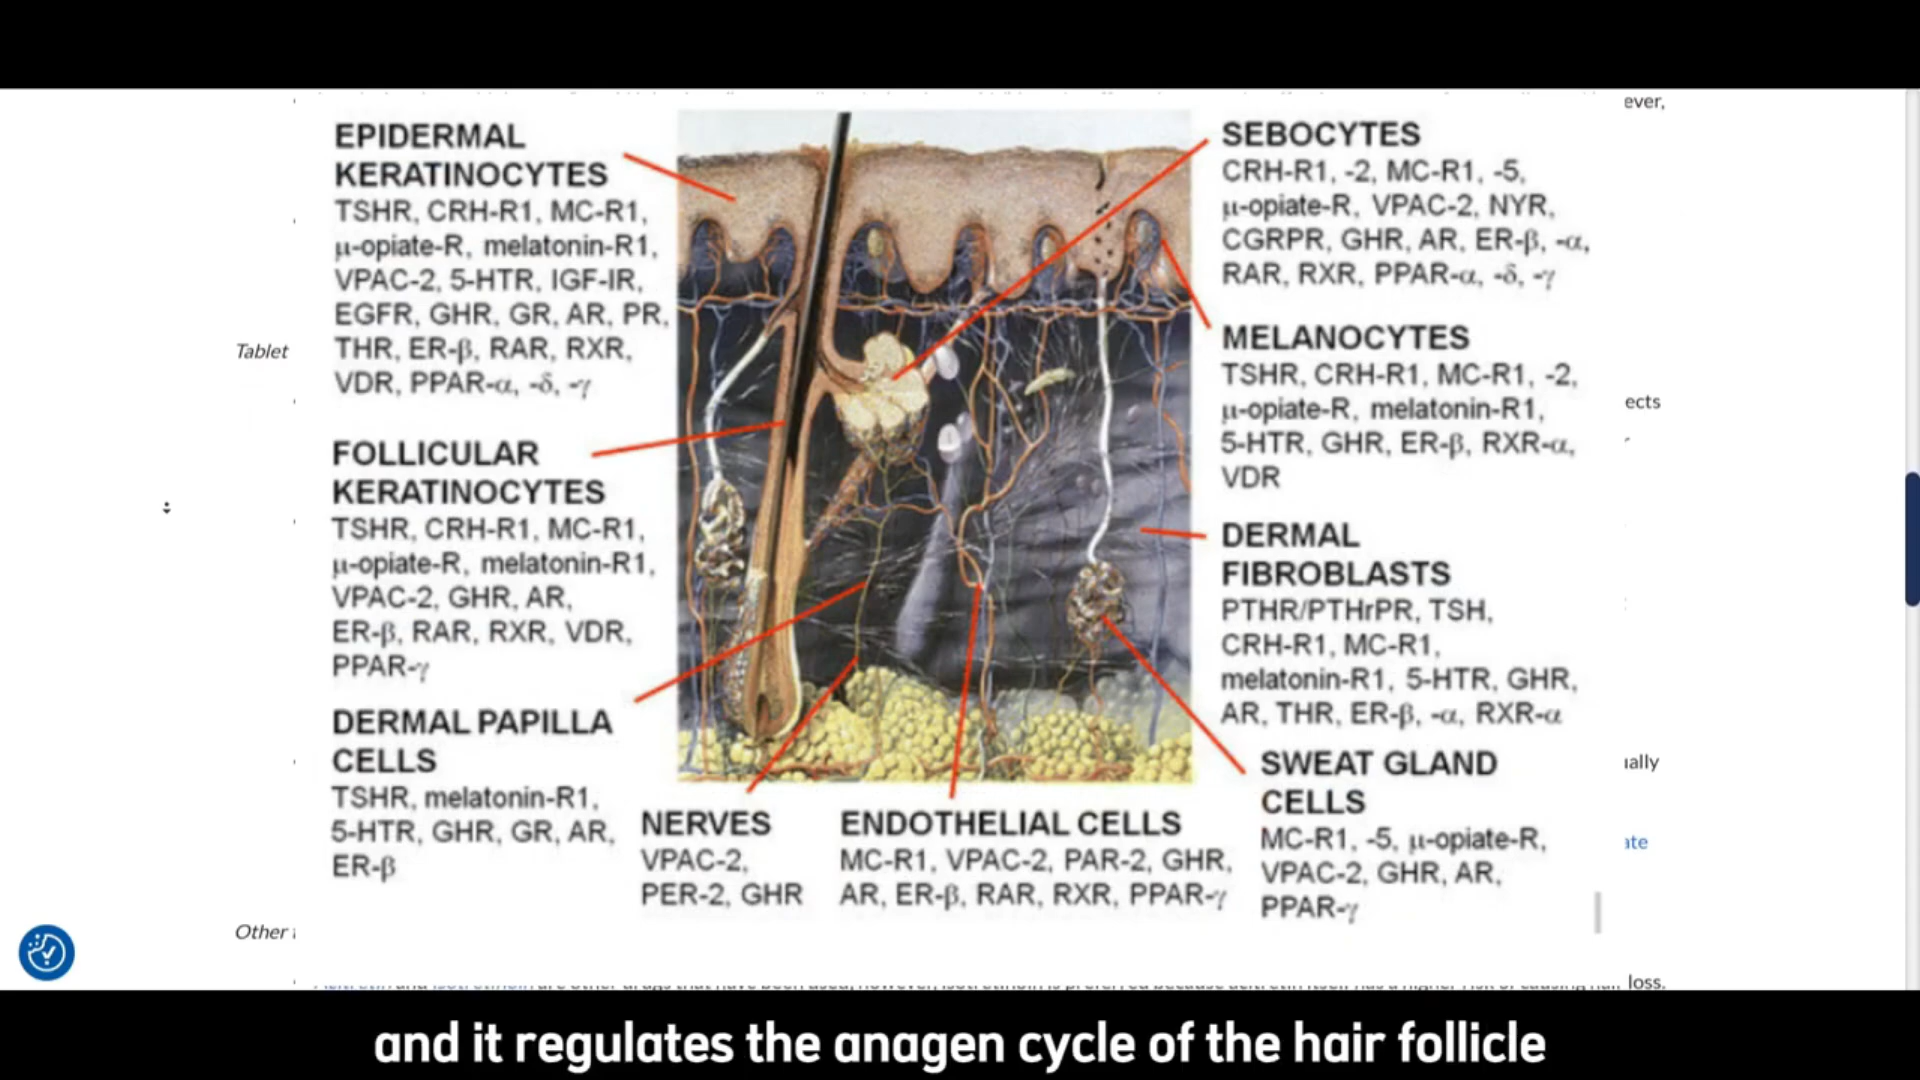 ever,
EPIDERMAL
KERATINOCYTES
TSHR, CRH-R1, MC-R1,
μ-opiate-R, melatonin-R1,
VPAC-2, 5-HTR, IGF-IR,
EGFR, GHR, GR, AR, PR,
THR, ER-β, RAR, RXR,
VDR, PPAR-α, -δ, -γ
FOLLICULAR
KERATINOCYTES
TSHR, CRH-R1, MC-R1,
μ-opiate-R, melatonin-R1,
VPAC-2, GHR, AR,
ER-β, RAR, RXR, VDR,
PPAR-γ
DERMAL PAPILLA
CELLS
TSHR, melatonin-R1,
5-HTR, GHR, GR, AR,
ER-β
NERVES
VPAC-2,
PER-2, GHR
ENDOTHELIAL CELLS
MC-R1, VPAC-2, PAR-2, GHR,
AR, ER-β, RAR, RXR, PPAR-γ
SEBOCYTES
CRH-R1, -2, MC-R1, -5,
μ-opiate-R, VPAC-2, NYR,
CGRPR, GHR, AR, ER-β, -α,
RAR, RXR, PPAR-α, -δ, -γ
MELANOCYTES
TSHR, CRH-R1, MC-R1, -2,
μ-opiate-R, melatonin-R1,
5-HTR, GHR, ER-β, RXR-α,
VDR
DERMAL
FIBROBLASTS
PTHR/PTHrPR, TSH,
CRH-R1, MC-R1,
melatonin-R1, 5-HTR, GHR,
AR, THR, ER-β, -α, RXR-α
SWEAT GLAND
CELLS
MC-R1, -5, μ-opiate-R,
VPAC-2, GHR, AR,
PPAR-γ
Tablet
ects
ally
ate
Other
loss.
and it regulates the anagen cycle of the hair follicle